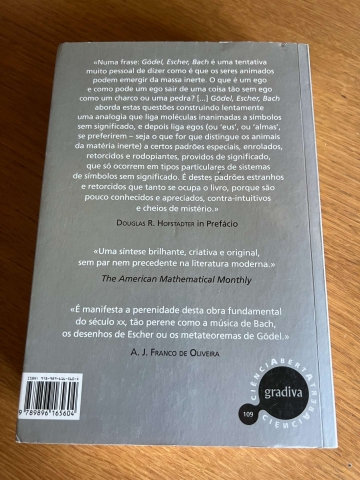 «Numa frase: Gödel, Escher, Bach é uma tentativa
muito pessoal de dizer como é que os seres animados
podem emergir da massa inerte. O que é um ego
e como pode um ego sair de uma coisa tão sem ego
como um charco ou uma pedra? [...] Gödel, Escher, Bach
aborda estas questões construindo lentamente
uma analogia que liga moléculas inanimadas a símbolos
sem significado, e depois liga egos (ou ‘eus’, ou ‘almas’,
se preferirem – seja o que for que distingue os animais
da matéria inerte) a certos padrões especiais, enrolados,
retorcidos e rodopiantes, providos de significado,
que só ocorrem em tipos particulares de sistemas
de símbolos sem significado. É destes padrões estranhos
e retorcidos que tanto se ocupa o livro, porque são
pouco conhecidos e apreciados, contra-intuitivos
e cheios de mistério.»
Douglas R. Hofstadter in Prefácio
«Uma síntese brilhante, criativa e original,
sem par nem precedente na literatura moderna.»
The American Mathematical Monthly
«É manifesta a perenidade desta obra fundamental
do século xx, tão perene como a música de Bach,
os desenhos de Escher ou os metateoremas de Gödel.»
A. J. Franco de Oliveira
9 789896 165604
CIÊNCIA ABERTA
gradiva
109